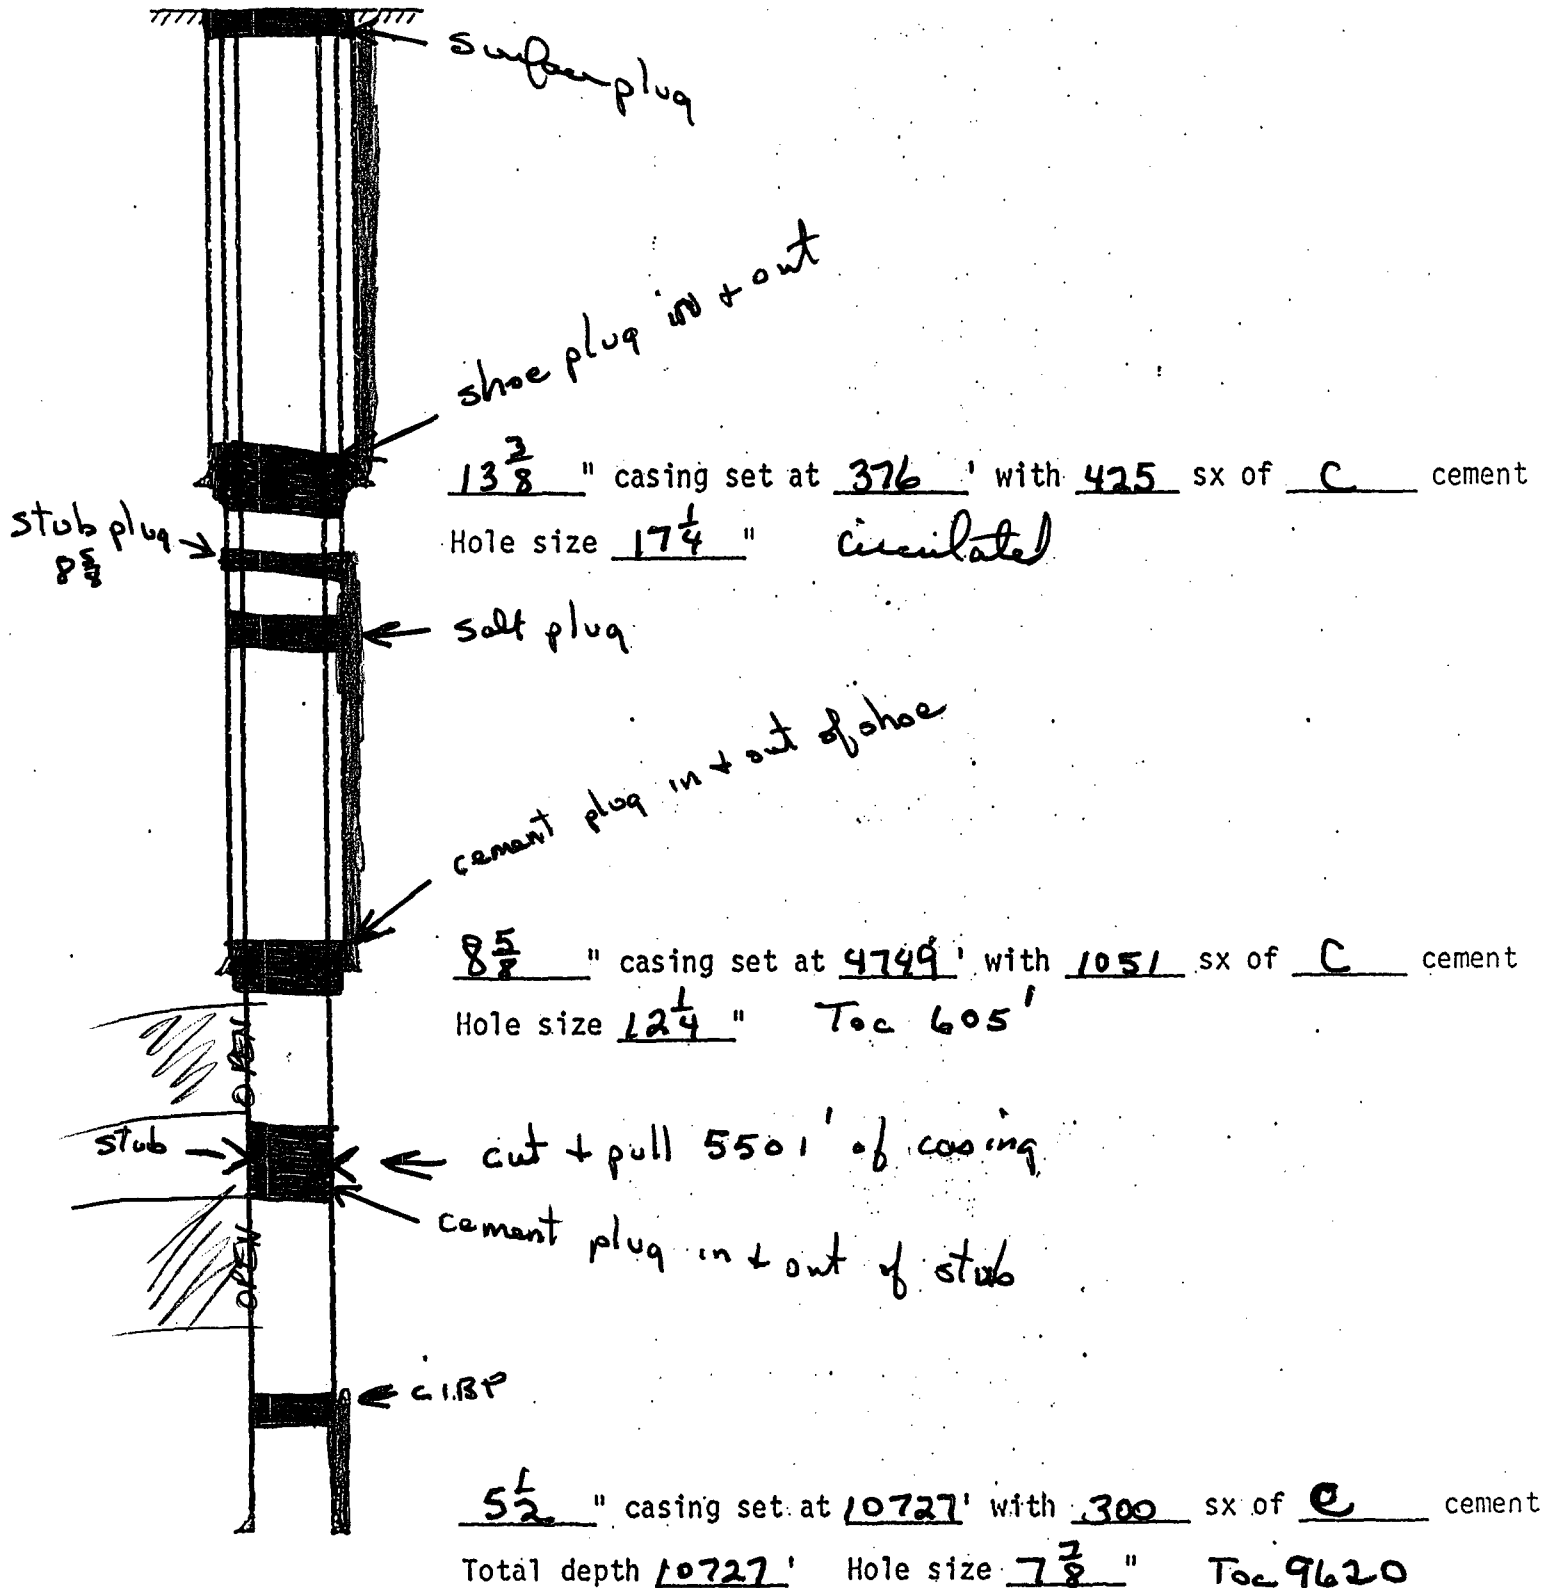 surface plug
shoe plug in + out
13 3/8 " casing set at 376 ' with 425 sx of C cement
Hole size 17 1/4 " circulated
stub plug
8 5/8
salt plug
cement plug in + out of shoe
8 5/8 " casing set at 4749 ' with 1051 sx of C cement
Hole size 12 1/4 " Toc 605'
OPEN
stub
cut + pull 5501' of casing
cement plug in + out of stub
OPEN
C.I.BP
5 1/2 " casing set at 10727' with 300 sx of C cement
Total depth 10727 ' Hole size 7 7/8 " Toc 9620